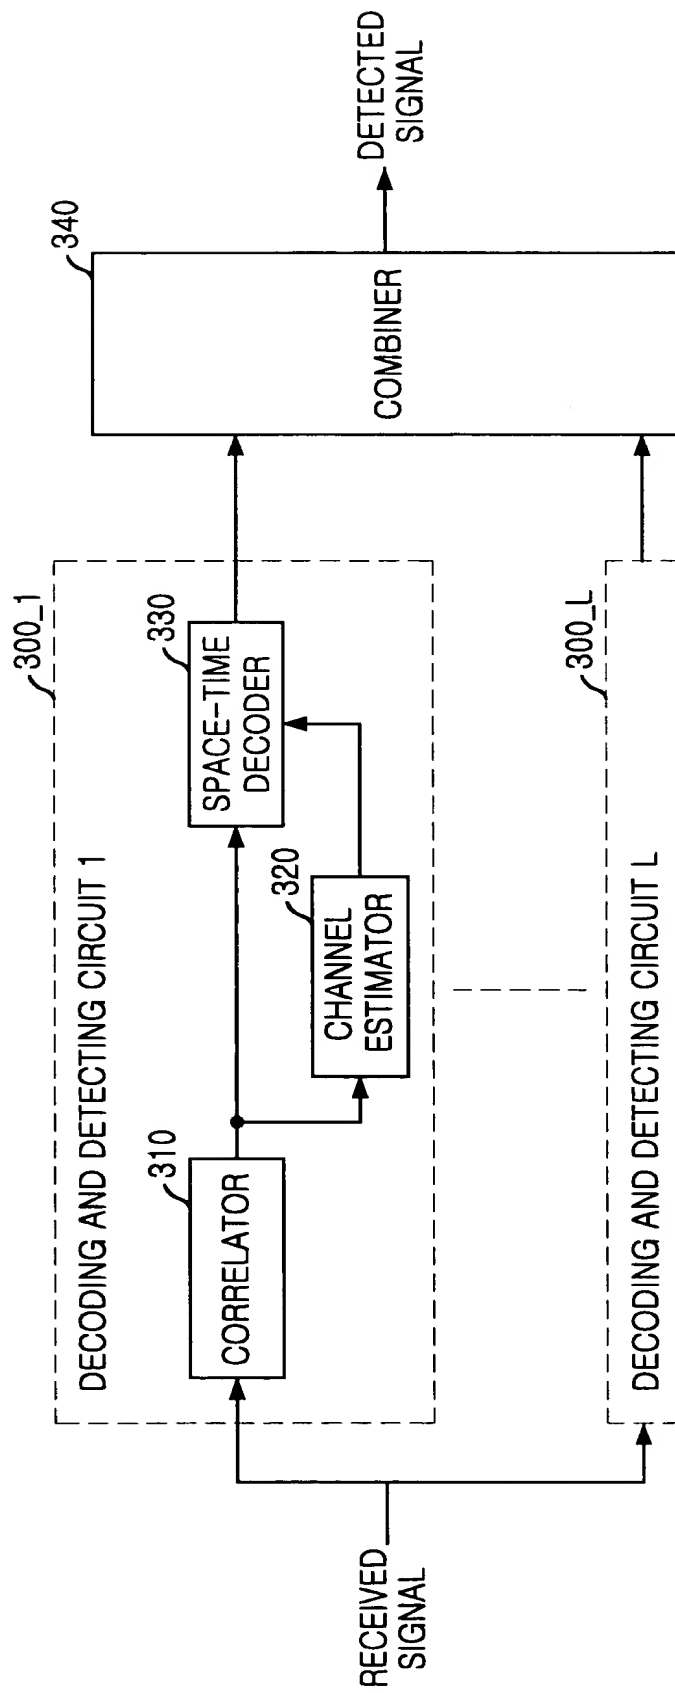 RECEIVED
SIGNAL
300_1
DECODING AND DETECTING CIRCUIT 1
310
CORRELATOR
320
CHANNEL
ESTIMATOR
330
SPACE-TIME
DECODER
300_L
DECODING AND DETECTING CIRCUIT L
340
COMBINER
DETECTED
SIGNAL